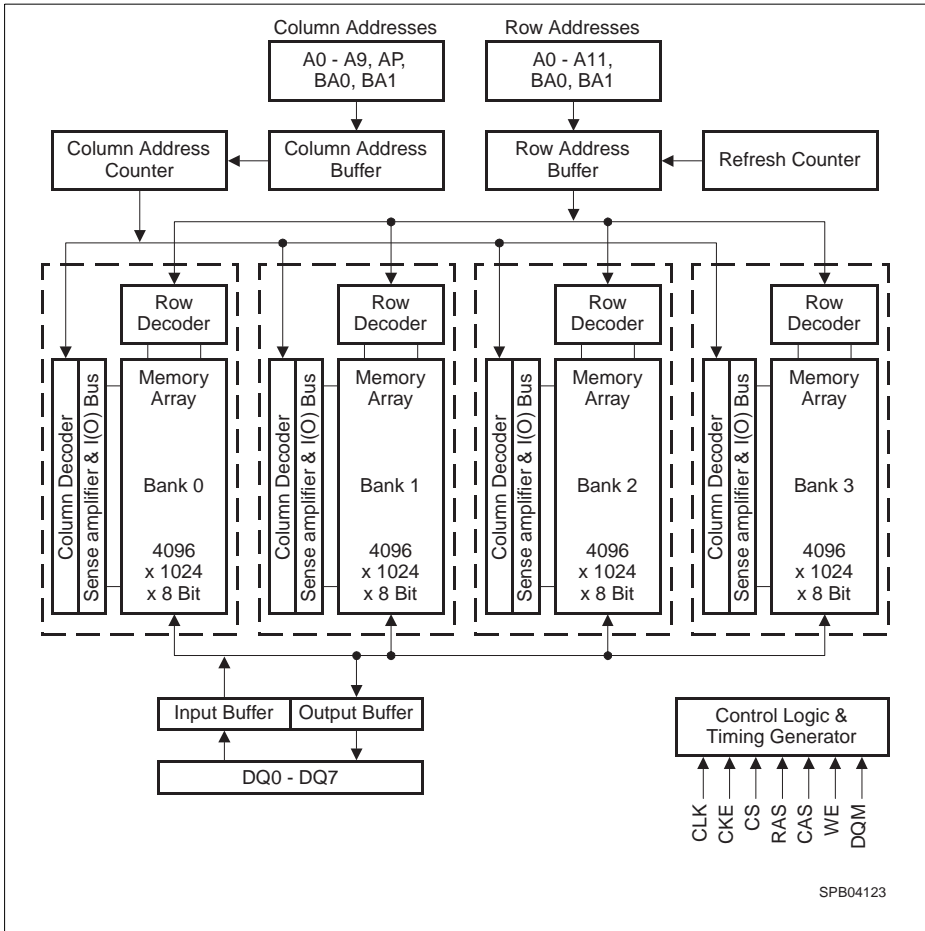 Column Addresses
Row Addresses
A0 - A9, AP,
BA0, BA1
A0 - A11,
BA0, BA1
Column Address
Counter
Column Address
Buffer
Row Address
Buffer
Refresh Counter
Row
Decoder
Row
Decoder
Row
Decoder
Row
Decoder
Column Decoder
Sense amplifier & I(O) Bus
Memory
Array
Bank 0
4096
x 1024
x 8 Bit
Column Decoder
Sense amplifier & I(O) Bus
Memory
Array
Bank 1
4096
x 1024
x 8 Bit
Column Decoder
Sense amplifier & I(O) Bus
Memory
Array
Bank 2
4096
x 1024
x 8 Bit
Column Decoder
Sense amplifier & I(O) Bus
Memory
Array
Bank 3
4096
x 1024
x 8 Bit
Input Buffer
Output Buffer
DQ0 - DQ7
Control Logic &
Timing Generator
CLK
CKE
CS
RAS
CAS
WE
DQM
SPB04123